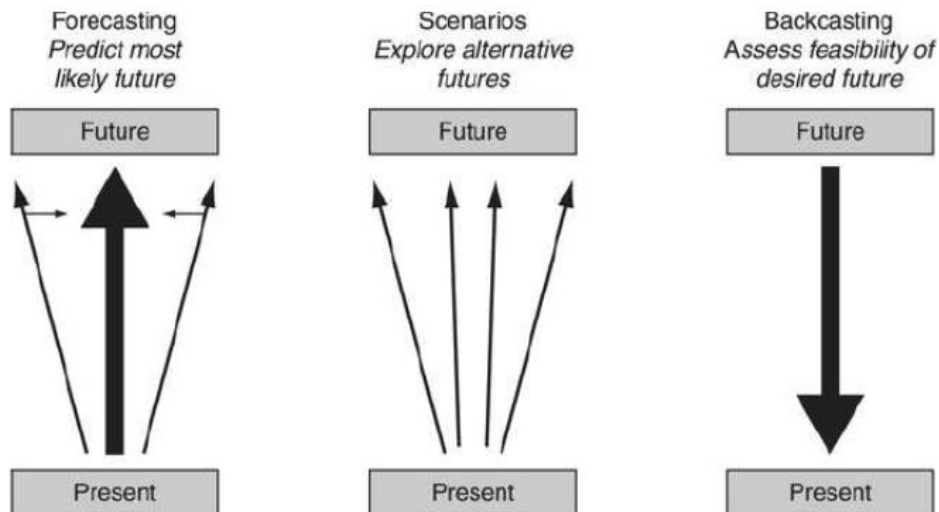 Forecasting
Predict most
likely future
Future
Present
Scenarios
Explore alternative
futures
Future
Present
Backcasting
Assess feasibility of
desired future
Future
Present